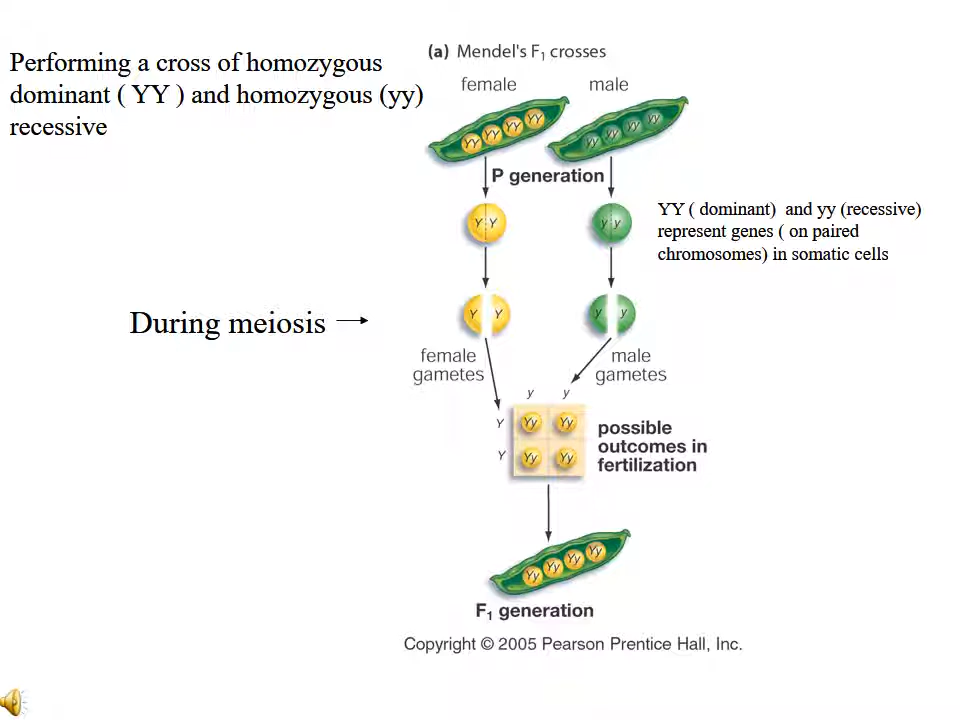 Performing a cross of homozygous
dominant ( YY ) and homozygous (yy)
recessive
(a) Mendel's F₁ crosses
female male
YY YY YY YY yy yy yy yy
P generation
Y Y y y
YY ( dominant) and yy (recessive)
represent genes ( on paired
chromosomes) in somatic cells
During meiosis →
Y Y y y
female male
gametes gametes
y y
Y Yy Yy
Y Yy Yy
possible
outcomes in
fertilization
Yy Yy Yy Yy
F₁ generation
Copyright © 2005 Pearson Prentice Hall, Inc.